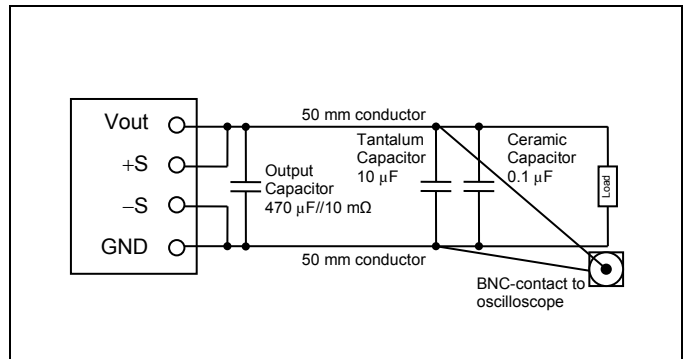 Vout
+S
−S
GND
50 mm conductor
Output
Capacitor
470 µF//10 mΩ
Tantalum
Capacitor
10 µF
Ceramic
Capacitor
0.1 µF
Load
50 mm conductor
BNC-contact to
oscilloscope